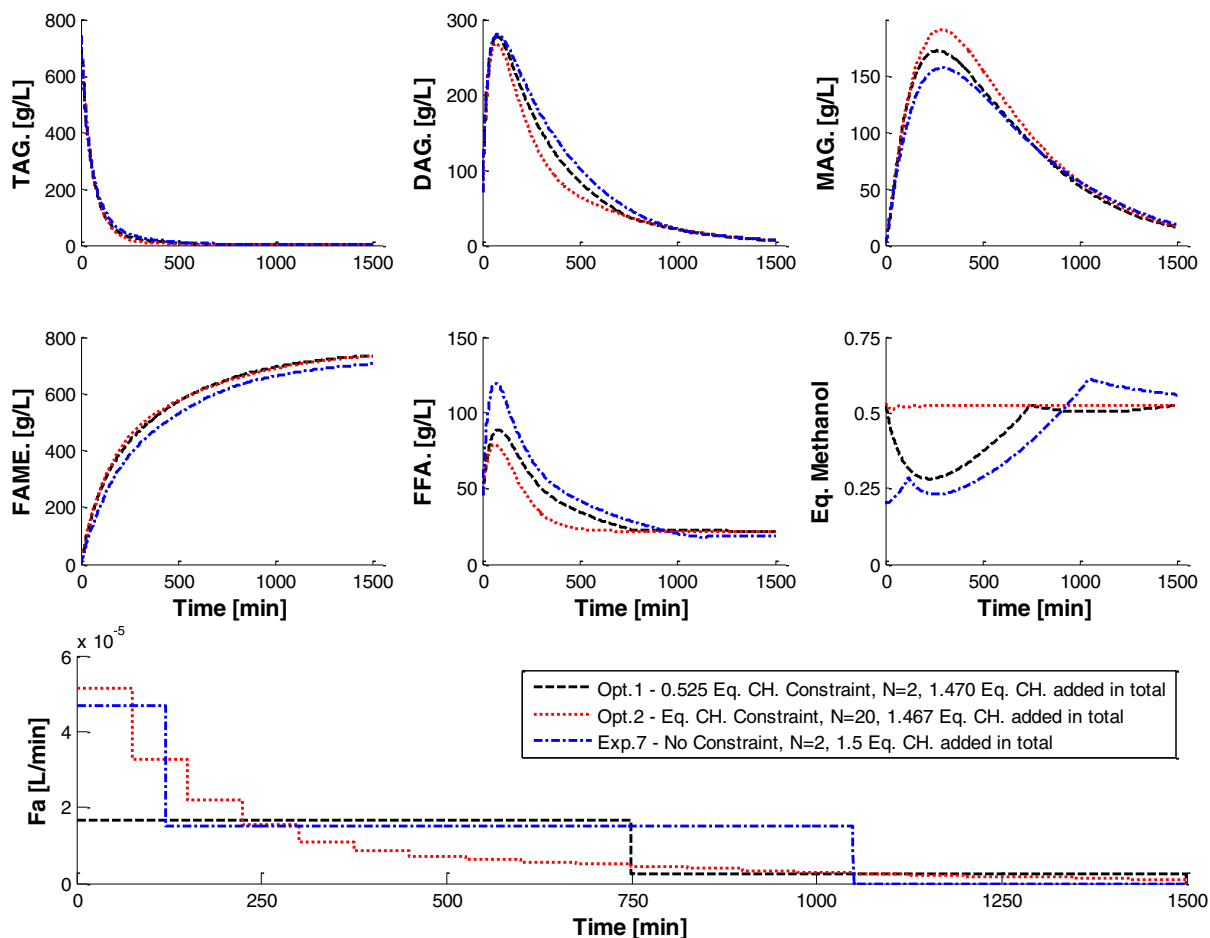 TAG. [g/L]
800
600
400
200
0
0 500 1000 1500
DAG. [g/L]
300
200
100
0
0 500 1000 1500
MAG. [g/L]
150
100
50
0
0 500 1000 1500
FAME. [g/L]
800
600
400
200
0
0 500 1000 1500
Time [min]
FFA. [g/L]
150
100
50
0
0 500 1000 1500
Time [min]
Eq. Methanol
0.75
0.5
0.25
0
0 500 1000 1500
Time [min]
x 10^-5
Fa [L/min]
6
4
2
0
Opt.1 - 0.525 Eq. CH. Constraint, N=2, 1.470 Eq. CH. added in total
Opt.2 - Eq. CH. Constraint, N=20, 1.467 Eq. CH. added in total
Exp.7 - No Constraint, N=2, 1.5 Eq. CH. added in total
0 250 500 750 1000 1250 1500
Time [min]